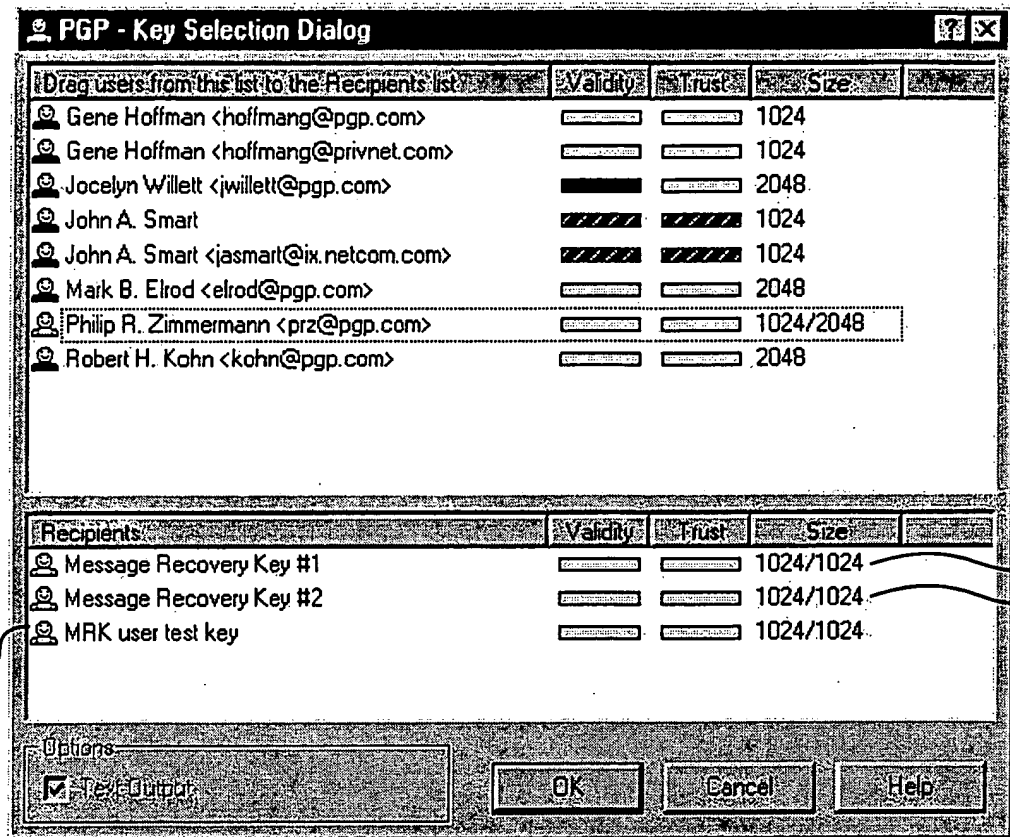 PGP - Key Selection Dialog
Drag users from this list to the Recipients list Validity Trust Size
Gene Hoffman <hoffmang@pgp.com> 1024
Gene Hoffman <hoffmang@privnet.com> 1024
Jocelyn Willett <jwillett@pgp.com> 2048
John A. Smart 1024
John A. Smart <jasmart@ix.netcom.com> 1024
Mark B. Elrod <elrod@pgp.com> 2048
Philip R. Zimmermann <prz@pgp.com> 1024/2048
Robert H. Kohn <kohn@pgp.com> 2048
Recipients Validity Trust Size
Message Recovery Key #1 1024/1024
Message Recovery Key #2 1024/1024
MRK user test key 1024/1024
Options
Text Output
OK Cancel Help